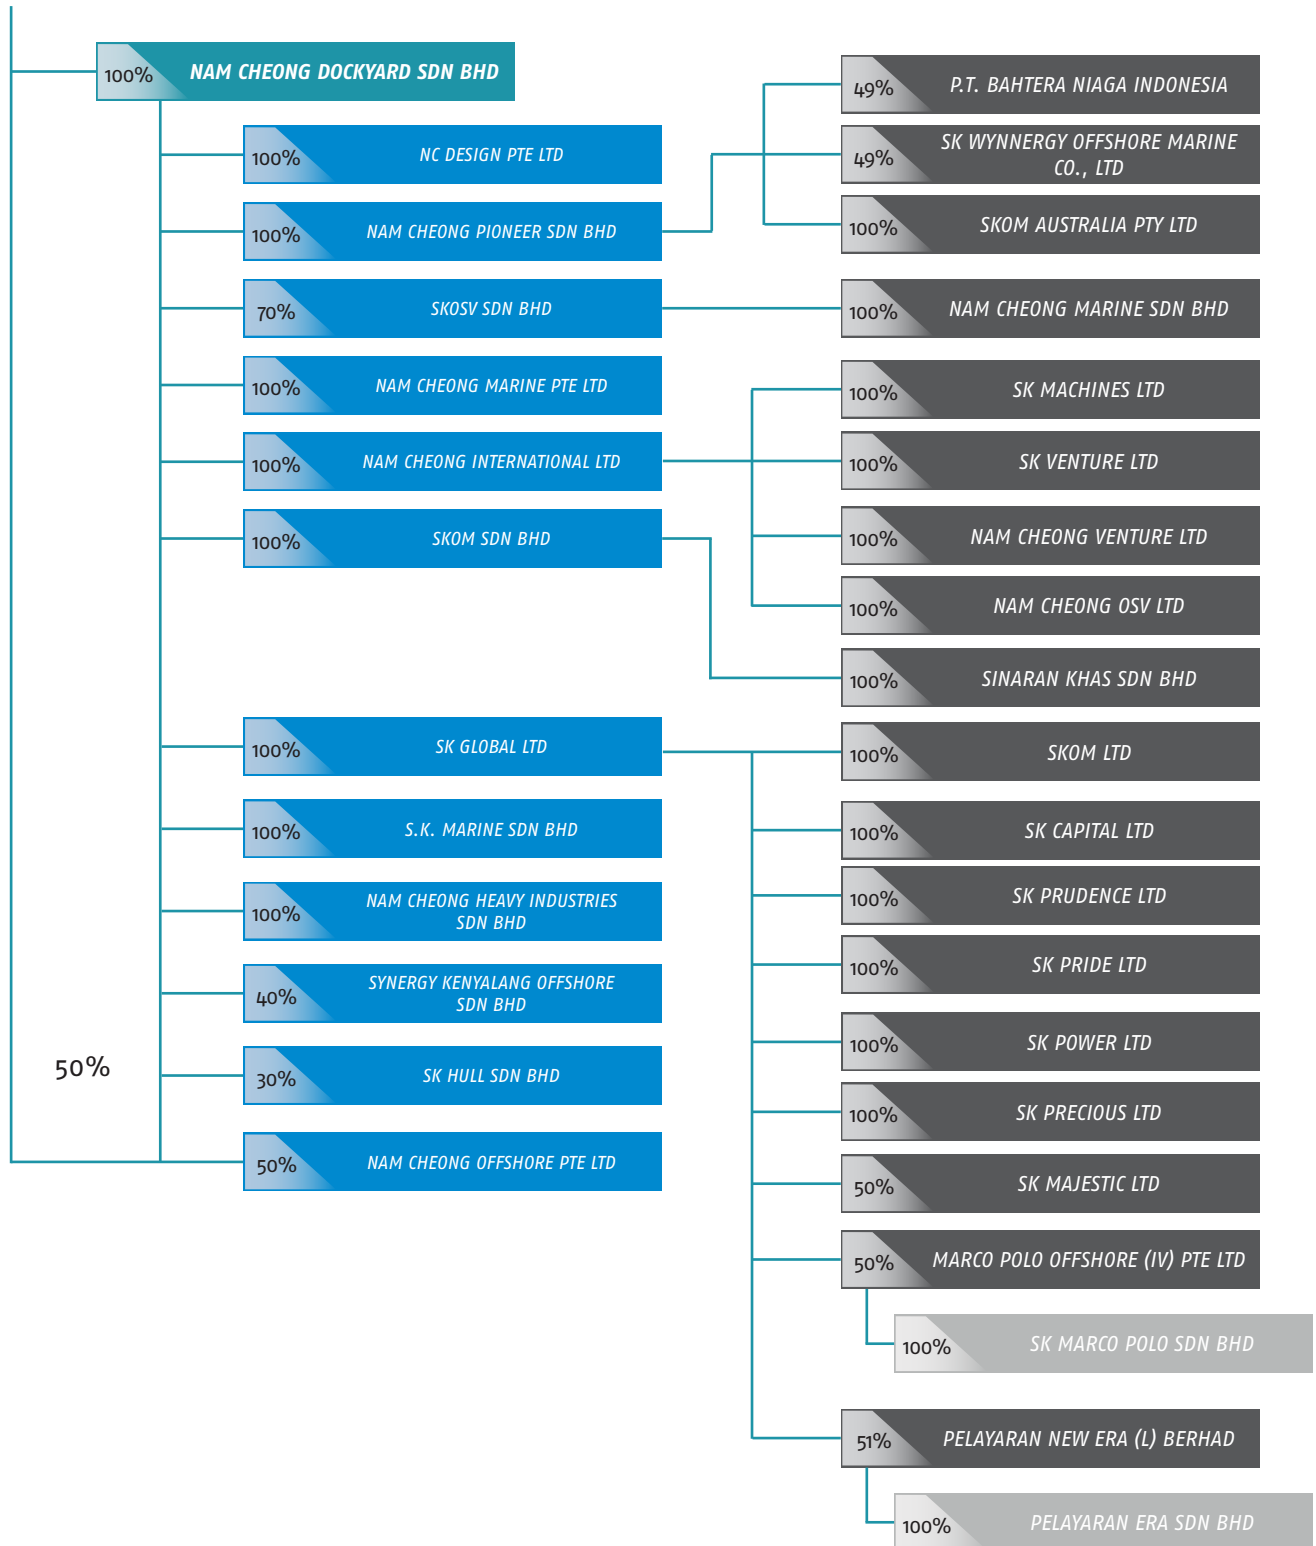 100% NAM CHEONG DOCKYARD SDN BHD
100% NC DESIGN PTE LTD
100% NAM CHEONG PIONEER SDN BHD
70% SKOSV SDN BHD
100% NAM CHEONG MARINE PTE LTD
100% NAM CHEONG INTERNATIONAL LTD
100% SKOM SDN BHD
100% SK GLOBAL LTD
100% S.K. MARINE SDN BHD
100% NAM CHEONG HEAVY INDUSTRIES
SDN BHD
40% SYNERGY KENYALANG OFFSHORE
SDN BHD
50%
30% SK HULL SDN BHD
50% NAM CHEONG OFFSHORE PTE LTD
49% P.T. BAHTERA NIAGA INDONESIA
49% SK WYNNERGY OFFSHORE MARINE
CO., LTD
100% SKOM AUSTRALIA PTY LTD
100% NAM CHEONG MARINE SDN BHD
100% SK MACHINES LTD
100% SK VENTURE LTD
100% NAM CHEONG VENTURE LTD
100% NAM CHEONG OSV LTD
100% SINARAN KHAS SDN BHD
100% SKOM LTD
100% SK CAPITAL LTD
100% SK PRUDENCE LTD
100% SK PRIDE LTD
100% SK POWER LTD
100% SK PRECIOUS LTD
50% SK MAJESTIC LTD
50% MARCO POLO OFFSHORE (IV) PTE LTD
100% SK MARCO POLO SDN BHD
51% PELAYARAN NEW ERA (L) BERHAD
100% PELAYARAN ERA SDN BHD